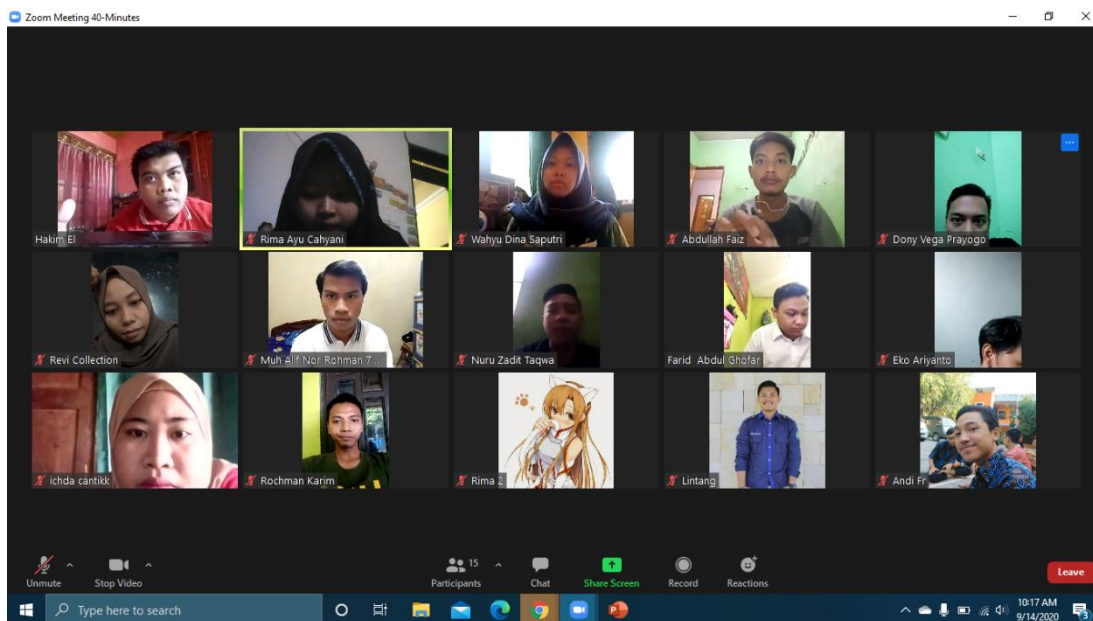 Zoom Meeting 40-Minutes
Hakim El
Rima Ayu Cahyani
Wahyu Dina Saputri
Abdullah Faiz
Dony Vega Prayogo
Revi Collection
Muh Alif Nor Rohman 7...
Nuru Zadit Taqwa
Farid Abdul Ghofar
Eko Ariyanto
ichda cantikk
Rochman Karim
Rima 2
Lintang
Andi Fr
15
Unmute
Stop Video
Participants
Chat
Share Screen
Record
Reactions
Leave
Type here to search
10:17 AM
9/14/2020
3